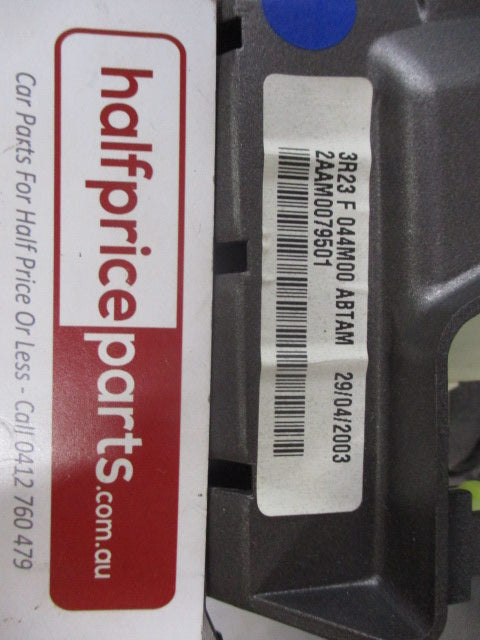 halfpriceparts.com.au
Car Parts For Half Price Or Less - Call 0412 760 479
3R23 F 044M00 ABTAM 29/04/2003
2AAM0079501